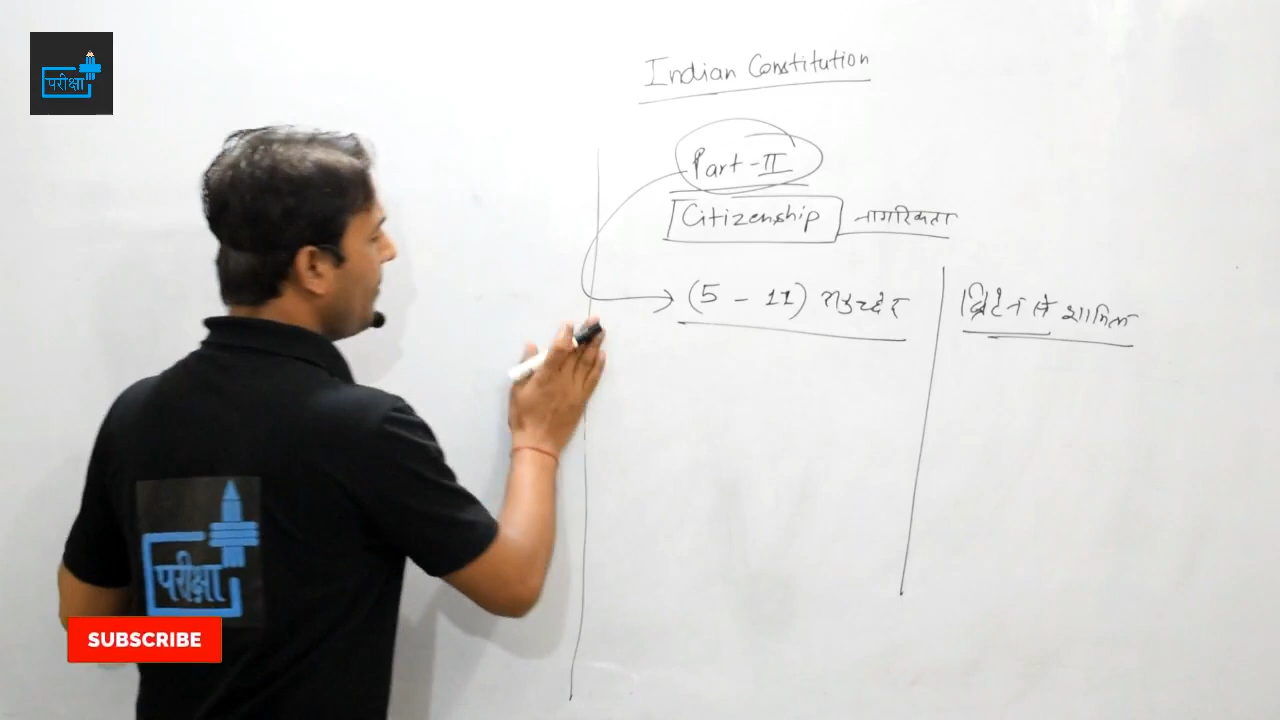 परीक्षा
Indian Constitution
Part - II
Citizenship नागरिकता
(5 - 11) अनुच्छेद
ब्रिटेन से शामिल
परीक्षा
SUBSCRIBE